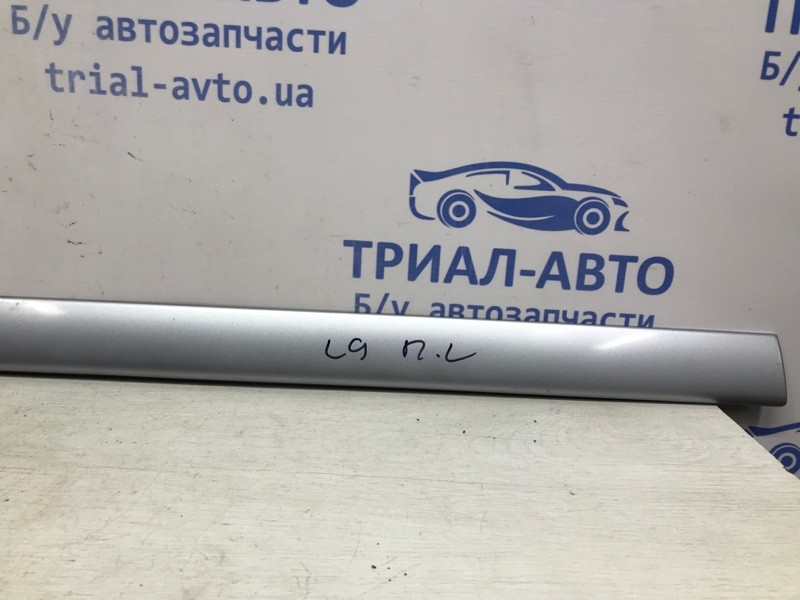 Б/у автозапчасти
trial-avto.ua
ТРИАЛ-АВТО
Б/у автозапчасти
L9 П.L